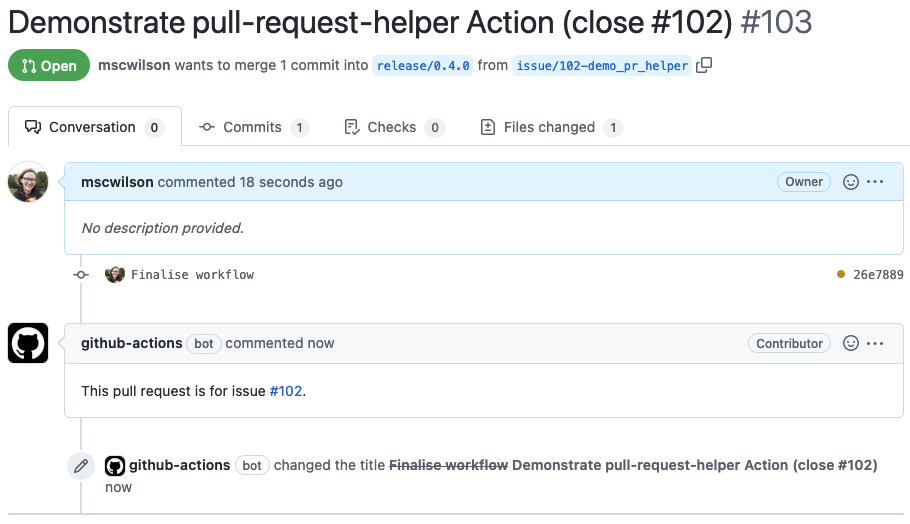 Demonstrate pull-request-helper Action (close #102) #103
Open mscwilson wants to merge 1 commit into release/0.4.0 from issue/102-demo_pr_helper
Conversation 0 Commits 1 Checks 0 Files changed 1
mscwilson commented 18 seconds ago Owner
No description provided.
Finalise workflow 26e7889
github-actions bot commented now Contributor
This pull request is for issue #102.
github-actions bot changed the title Finalise workflow Demonstrate pull-request-helper Action (close #102)
now